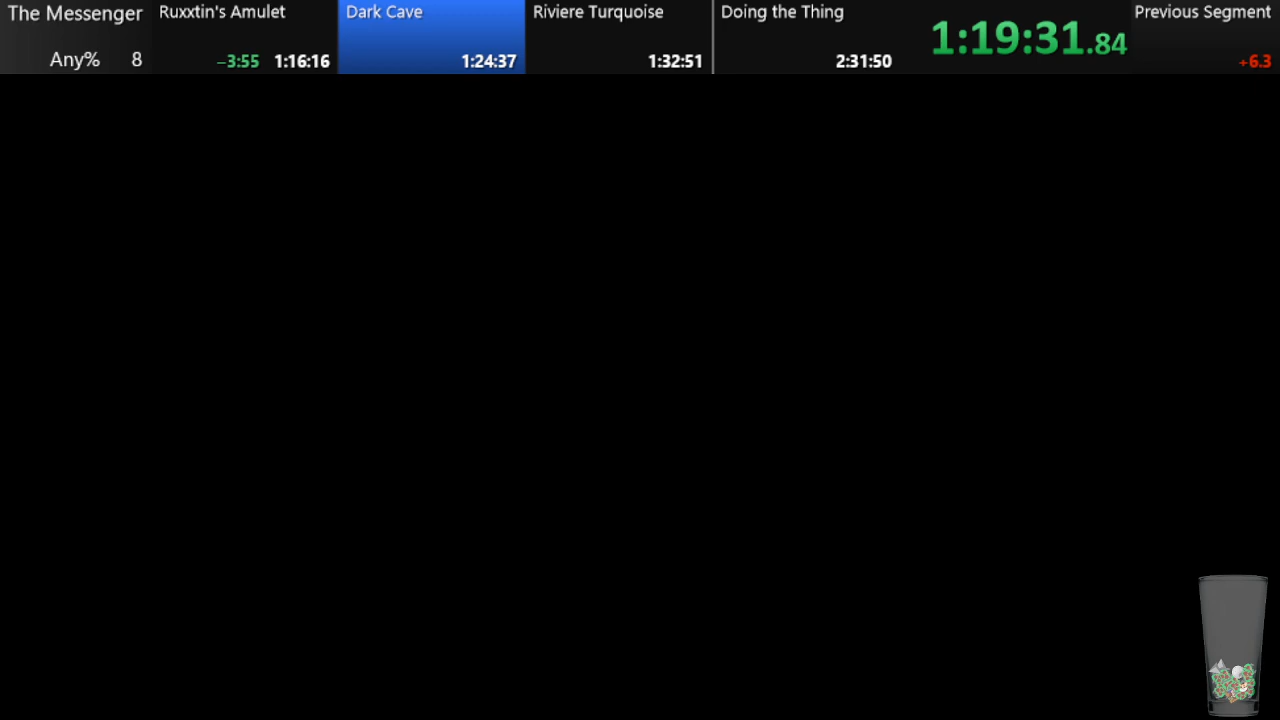 The Messenger
Any% 8
Ruxxtin's Amulet
−3:55 1:16:16
Dark Cave
1:24:37
Riviere Turquoise
1:32:51
Doing the Thing
2:31:50
1:19:31.84
Previous Segment
+6.3